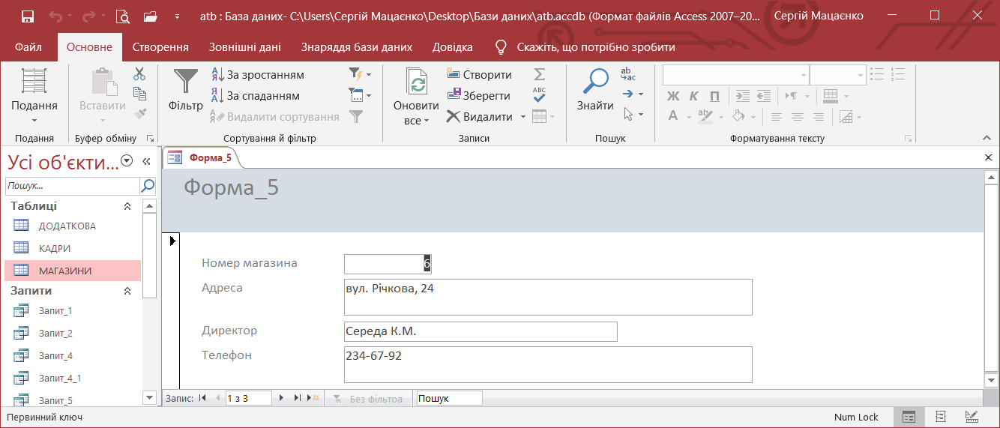 atb : База даних- C:\Users\Сергій Мацаєнко\Desktop\Бази даних\atb.accdb (Формат файлів Access 2007–20... Сергій Мацаєнко
Файл Основне Створення Зовнішні дані Знаряддя бази даних Довідка Скажіть, що потрібно зробити
Подання
Вставити
Фільтр
За зростанням
За спаданням
Видалити сортування
Оновити
все
Створити
Зберегти
Видалити
Знайти
Ж К П
Подання Буфер обміну Сортування й фільтр Записи Пошук Форматування тексту
Усі об'єкти...
Пошук...
Таблиці
ДОДАТКОВА
КАДРИ
МАГАЗИНИ
Запити
Запит_1
Запит_2
Запит_4
Запит_4_1
Запит_5
Форма_5
Форма_5
Номер магазина 6
Адреса вул. Річкова, 24
Директор Середа К.М.
Телефон 234-67-92
Запис: 1 з 3 Без фільтра Пошук
Первинний ключ Num Lock